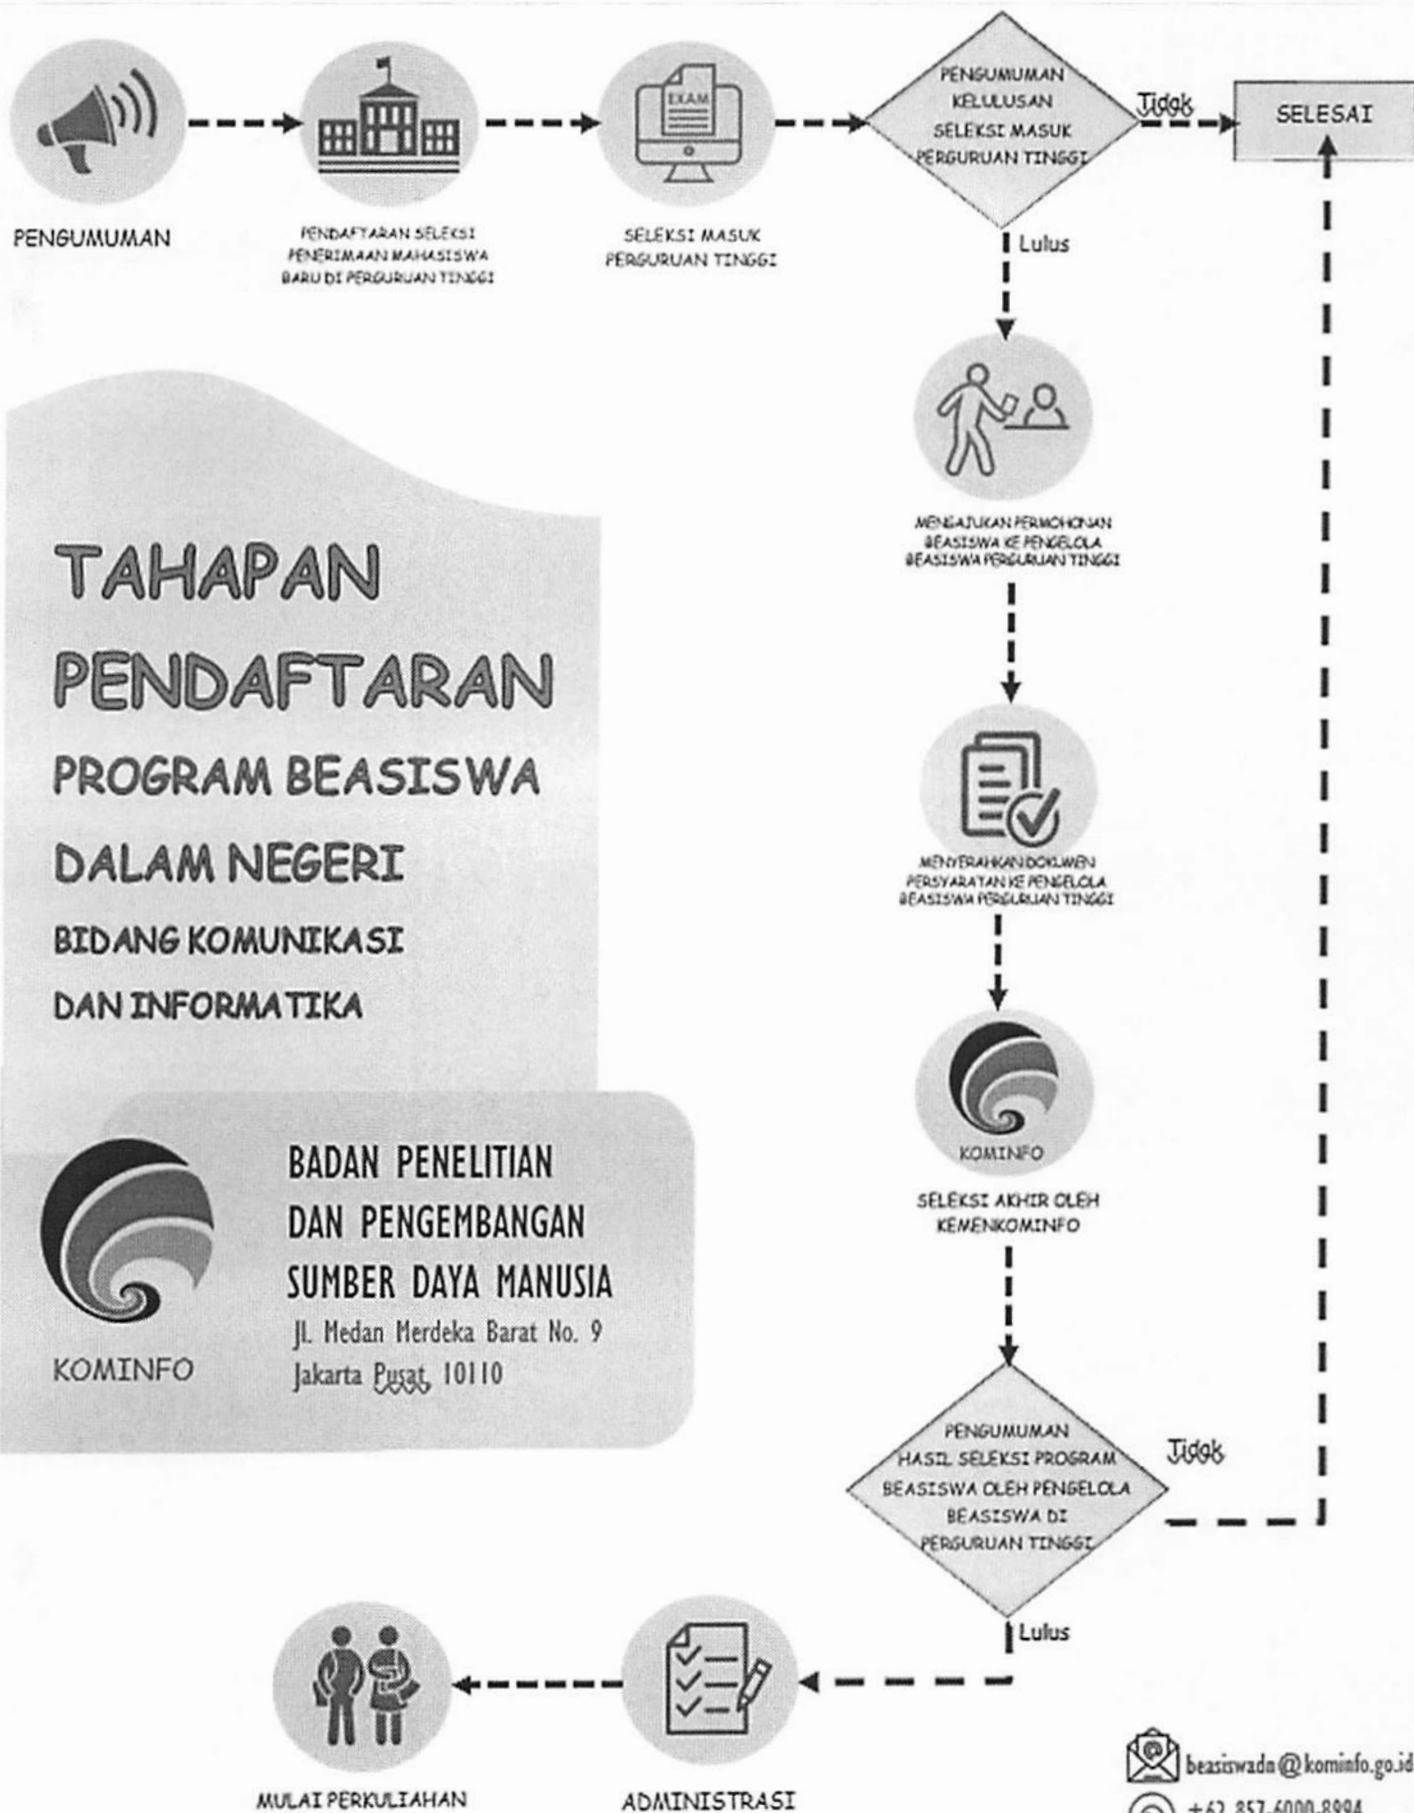 PENGUMUMAN
PENDAFTARAN SELEKSI
PENERIMAAN MAHASISWA
BARU DI PERGURUAN TINGGI
EXAM
SELEKSI MASUK
PERGURUAN TINGGI
PENGUMUMAN
KELULUSAN
SELEKSI MASUK
PERGURUAN TINGGI
Tidak
SELESAI
Lulus
MENGAJUKAN PERMOHONAN
BEASISWA KE PENGELOLA
BEASISWA PERGURUAN TINGGI
MENYERAHKAN DOKUMEN
PERSYARATAN KE PENGELOLA
BEASISWA PERGURUAN TINGGI
KOMINFO
SELEKSI AKHIR OLEH
KEMENKOMINFO
PENGUMUMAN
HASIL SELEKSI PROGRAM
BEASISWA OLEH PENGELOLA
BEASISWA DI
PERGURUAN TINGGI
Tidak
Lulus
ADMINISTRASI
MULAI PERKULIAHAN
TAHAPAN
PENDAFTARAN
PROGRAM BEASISWA
DALAM NEGERI
BIDANG KOMUNIKASI
DAN INFORMATIKA
KOMINFO
BADAN PENELITIAN
DAN PENGEMBANGAN
SUMBER DAYA MANUSIA
Jl. Medan Merdeka Barat No. 9
Jakarta Pusat, 10110
beasiswadn@kominfo.go.id
+62 857-6000-8994